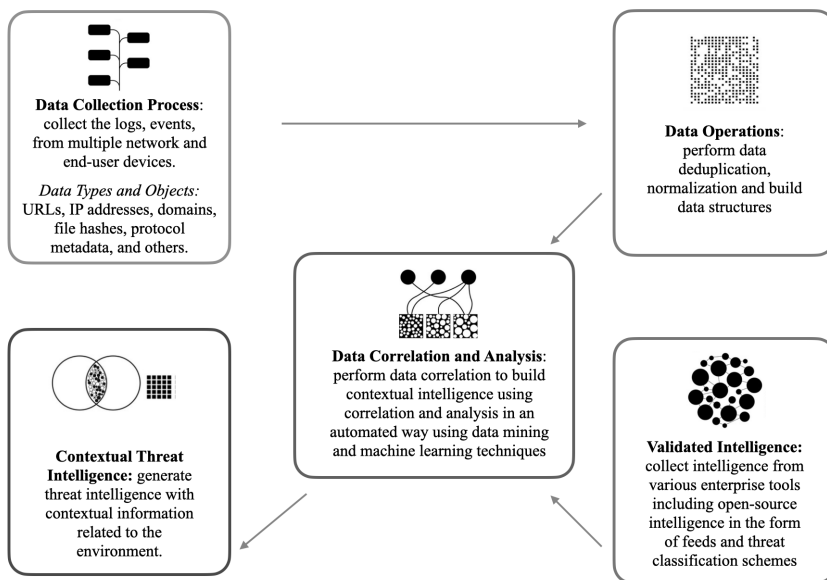 Data Collection Process:
collect the logs, events,
from multiple network and
end-user devices.
Data Types and Objects:
URLs, IP addresses, domains,
file hashes, protocol
metadata, and others.
Data Operations:
perform data
deduplication,
normalization and build
data structures
Data Correlation and Analysis:
perform data correlation to build
contextual intelligence using
correlation and analysis in an
automated way using data mining
and machine learning techniques
Contextual Threat
Intelligence: generate
threat intelligence with
contextual information
related to the
environment.
Validated Intelligence:
collect intelligence from
various enterprise tools
including open-source
intelligence in the form
of feeds and threat
classification schemes